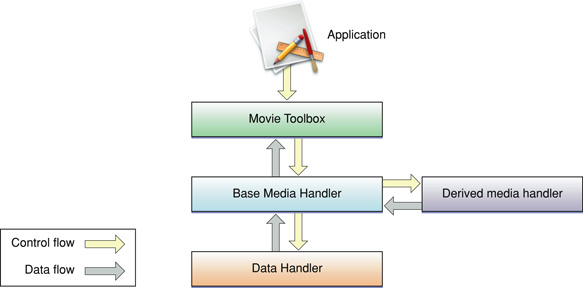 Application
Movie Toolbox
Base Media Handler
Derived media handler
Control flow
Data flow
Data Handler